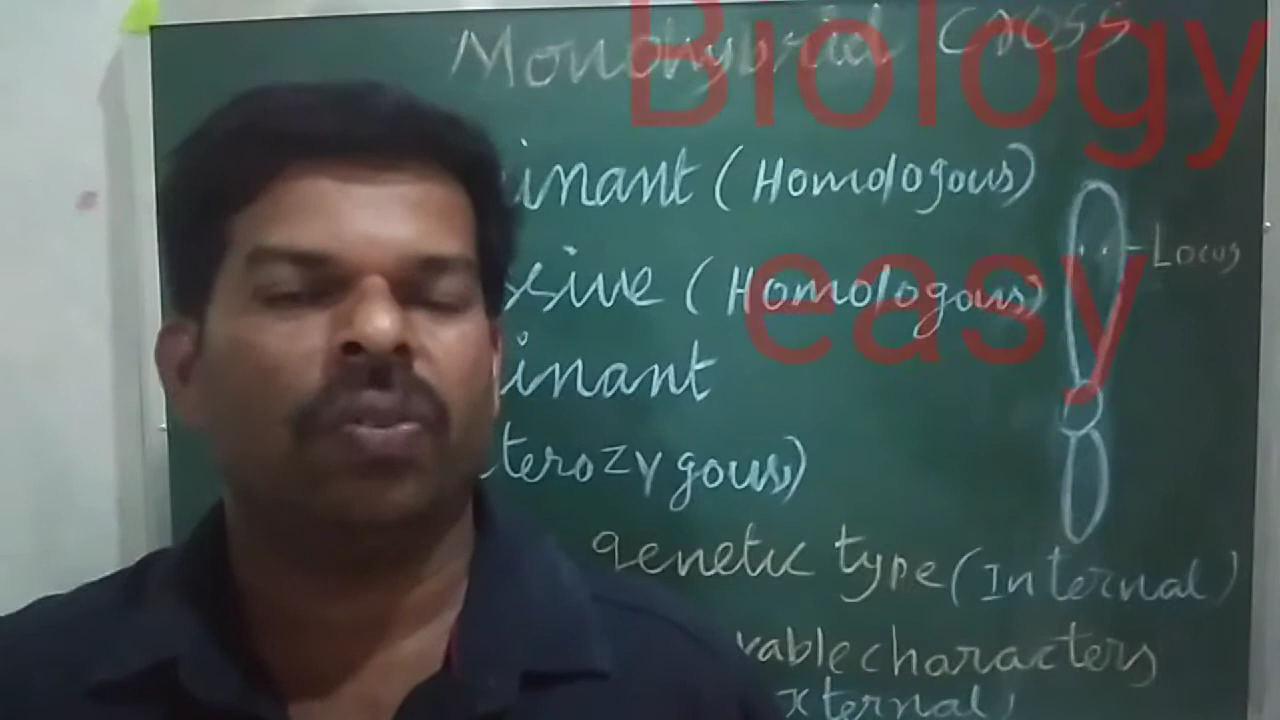 Monohybrid Cross
Biology
inant (Homologous)
Locus
ssive (Homologous)
easy
inant
terozygous)
genetic type (Internal)
vable characters
xternal)